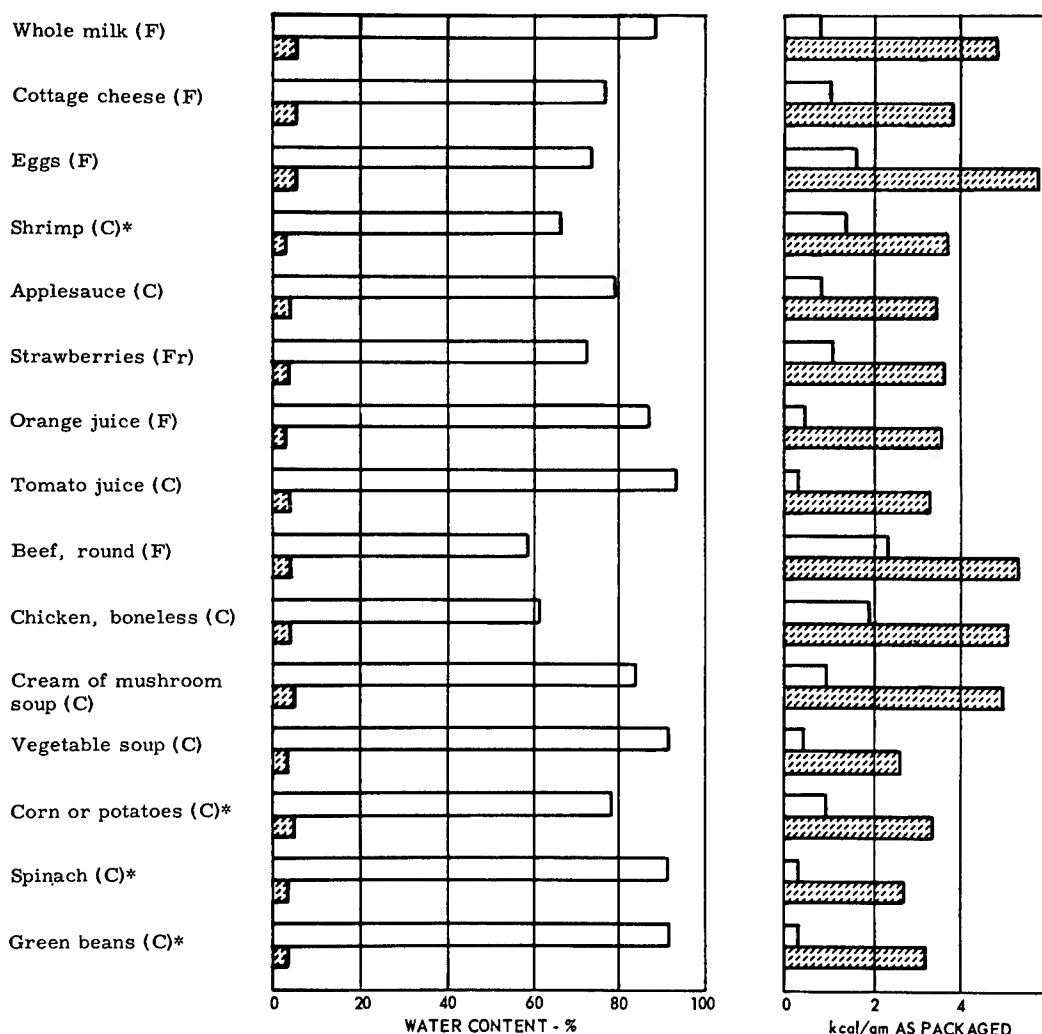 Whole milk (F)
Cottage cheese (F)
Eggs (F)
Shrimp (C)*
Applesauce (C)
Strawberries (Fr)
Orange juice (F)
Tomato juice (C)
Beef, round (F)
Chicken, boneless (C)
Cream of mushroom
soup (C)
Vegetable soup (C)
Corn or potatoes (C)*
Spinach (C)*
Green beans (C)*
0 20 40 60 80 100
WATER CONTENT - %
0 2 4
kcal/gm AS PACKAGED